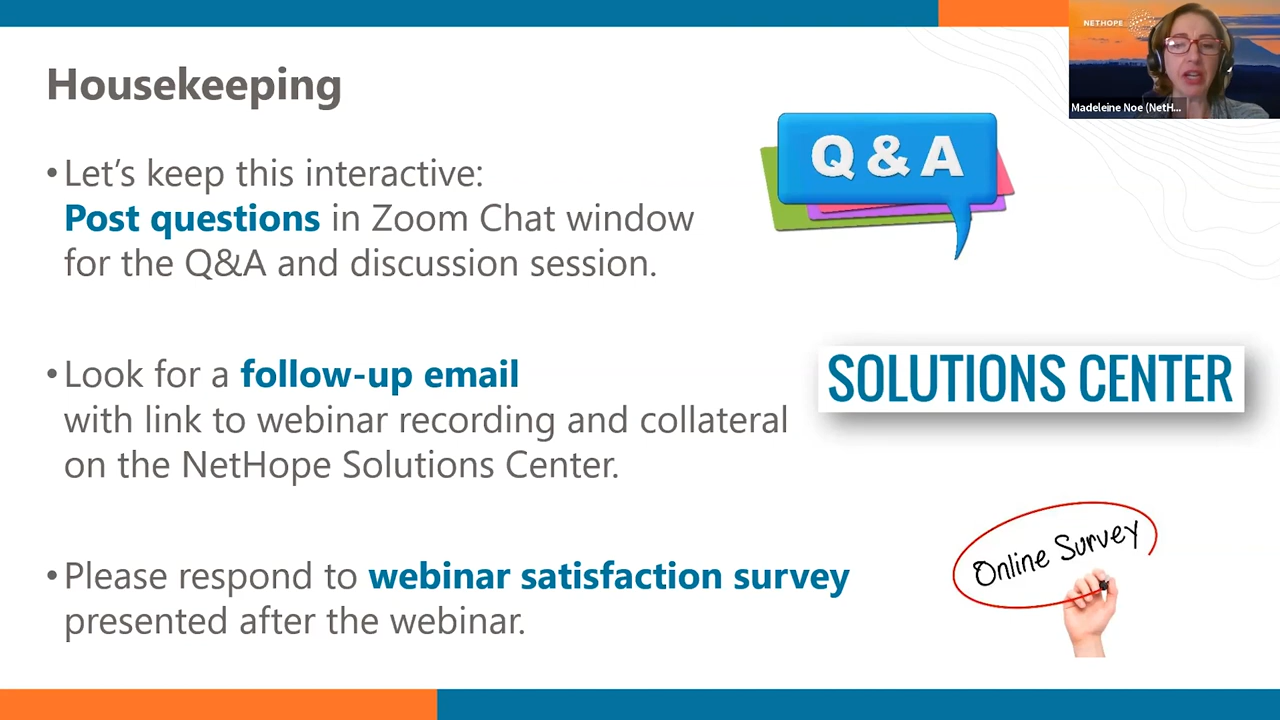 NETHOPE
Madeleine Noe (NetH...
Housekeeping
Q & A
• Let's keep this interactive:
Post questions in Zoom Chat window
for the Q&A and discussion session.
• Look for a follow-up email
with link to webinar recording and collateral
on the NetHope Solutions Center.
SOLUTIONS CENTER
Online Survey
• Please respond to webinar satisfaction survey
presented after the webinar.